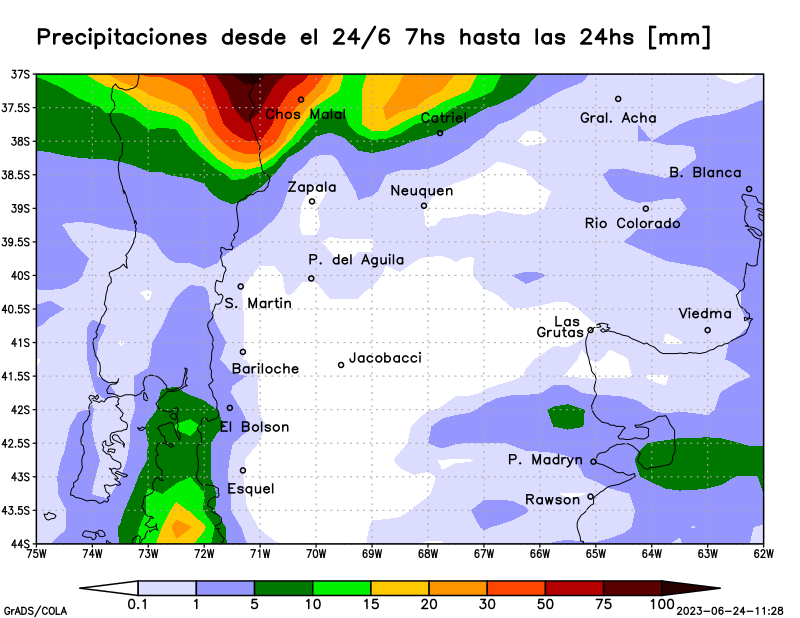 Precipitaciones desde el 24/6 7hs hasta las 24hs [mm]
37S
37.5S
38S
38.5S
39S
39.5S
40S
40.5S
41S
41.5S
42S
42.5S
43S
43.5S
44S
Chos Malal
Catriel
Gral. Acha
B. Blanca
Zapala
Neuquen
Rio Colorado
P. del Aguila
S. Martin
Viedma
Las
Grutas
Jacobacci
Bariloche
El Bolson
P. Madryn
Esquel
Rawson
75W 74W 73W 72W 71W 70W 69W 68W 67W 66W 65W 64W 63W 62W
0.1 1 5 10 15 20 30 50 75 100
GrADS/COLA
2023-06-24-11:28